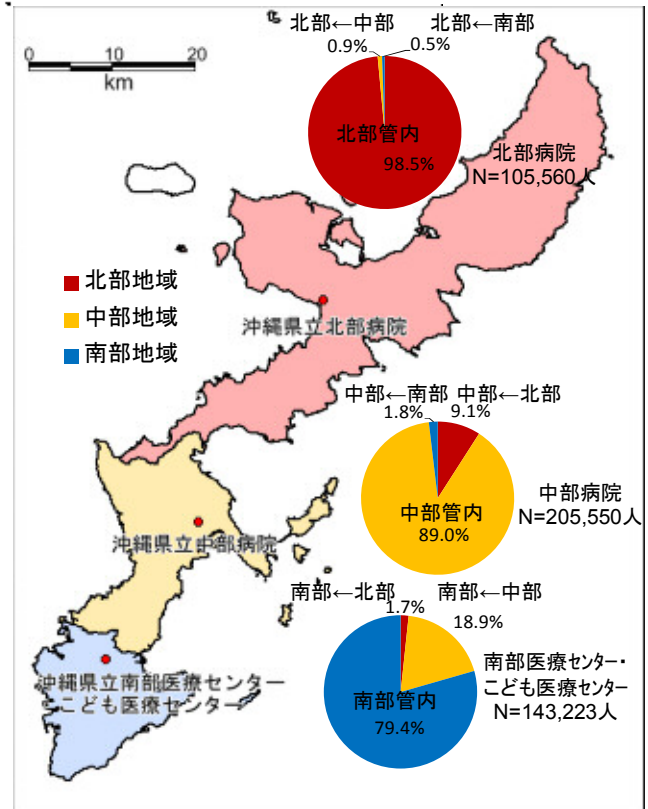 北部←中部 北部←南部
0.9% 0.5%
0 10 20
km
北部管内
98.5%
北部病院
N=105,560人
北部地域
中部地域
南部地域
沖縄県立北部病院
中部←南部 中部←北部
1.8% 9.1%
中部管内
89.0%
中部病院
N=205,550人
沖縄県立中部病院
南部←北部 南部←中部
1.7% 18.9%
南部管内
79.4%
南部医療センター・
こども医療センター
N=143,223人
沖縄県立南部医療センター
こども医療センター